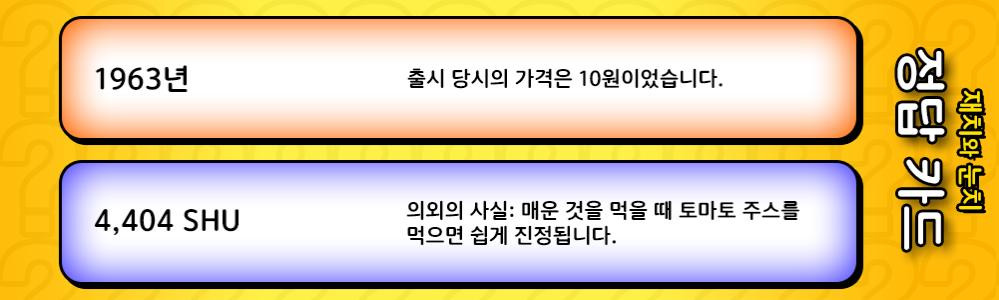 1963년
출시 당시의 가격은 10원이었습니다.
4,404 SHU
의외의 사실: 매운 것을 먹을 때 토마토 주스를
먹으면 쉽게 진정됩니다.
재치와 눈치
정답 카드